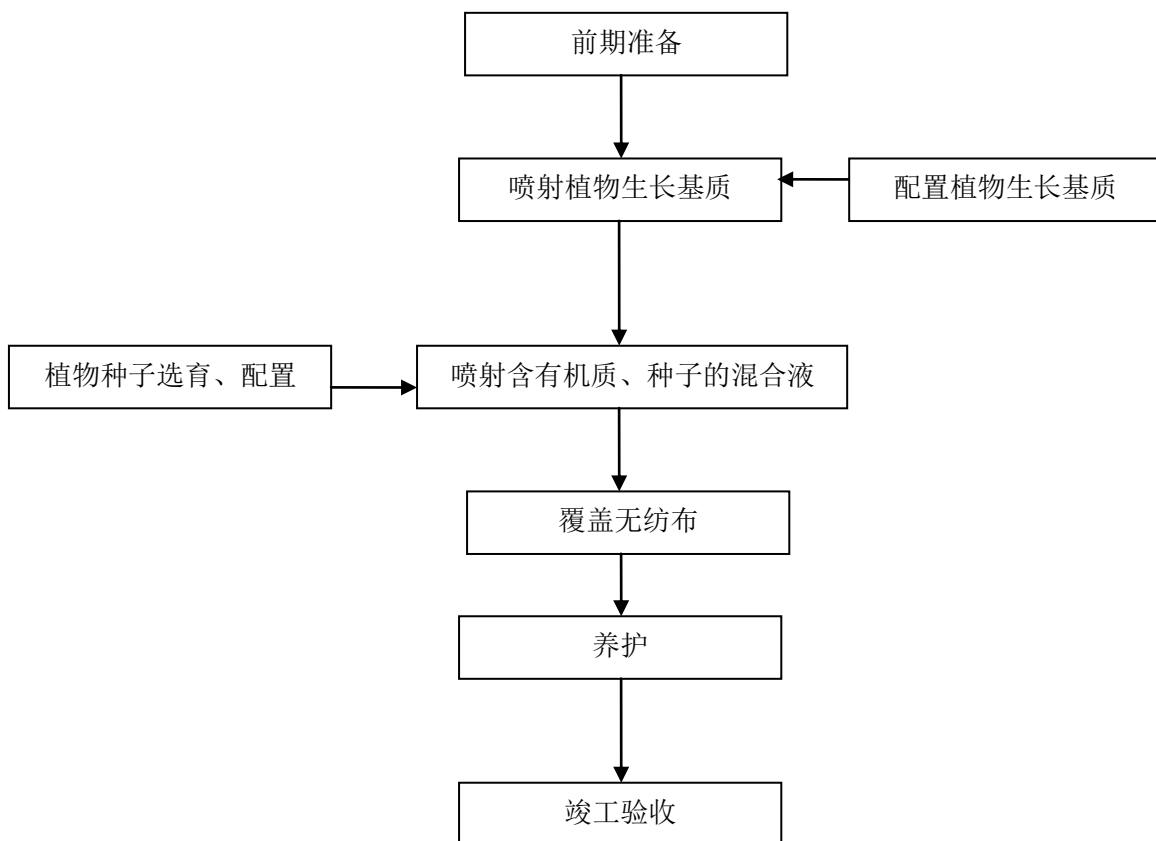 前期准备
喷射植物生长基质
配置植物生长基质
植物种子选育、配置
喷射含有机质、种子的混合液
覆盖无纺布
养护
竣工验收